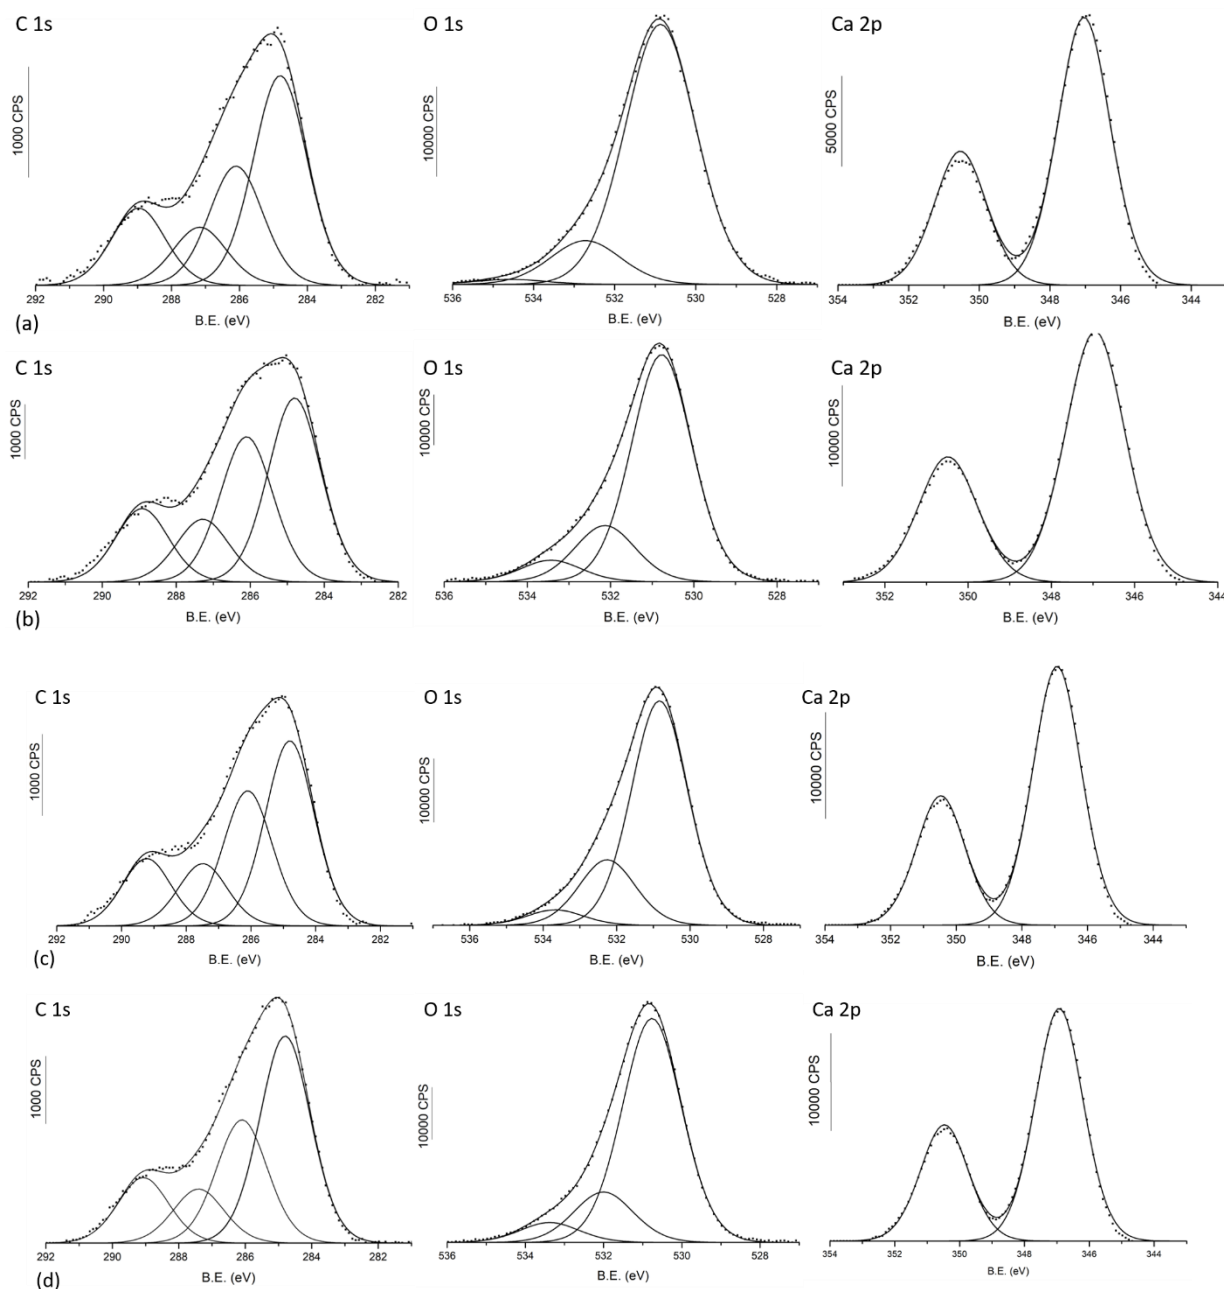 C 1s
O 1s
Ca 2p
1000 CPS
10000 CPS
5000 CPS
292 290 288 286 284 282
536 534 532 530 528
354 352 350 348 346 344
B.E. (eV)
B.E. (eV)
B.E. (eV)
(a)
C 1s
O 1s
Ca 2p
1000 CPS
10000 CPS
10000 CPS
292 290 288 286 284 282
536 534 532 530 528
352 350 348 346 344
B.E. (eV)
B.E. (eV)
B.E. (eV)
(b)
C 1s
O 1s
Ca 2p
1000 CPS
10000 CPS
10000 CPS
292 290 288 286 284 282
536 534 532 530 528
354 352 350 348 346 344
B.E. (eV)
B.E. (eV)
B.E. (eV)
(c)
C 1s
O 1s
Ca 2p
1000 CPS
10000 CPS
10000 CPS
292 290 288 286 284 282
536 534 532 530 528
354 352 350 348 346 344
B.E. (eV)
B.E. (eV)
B.E. (eV)
(d)